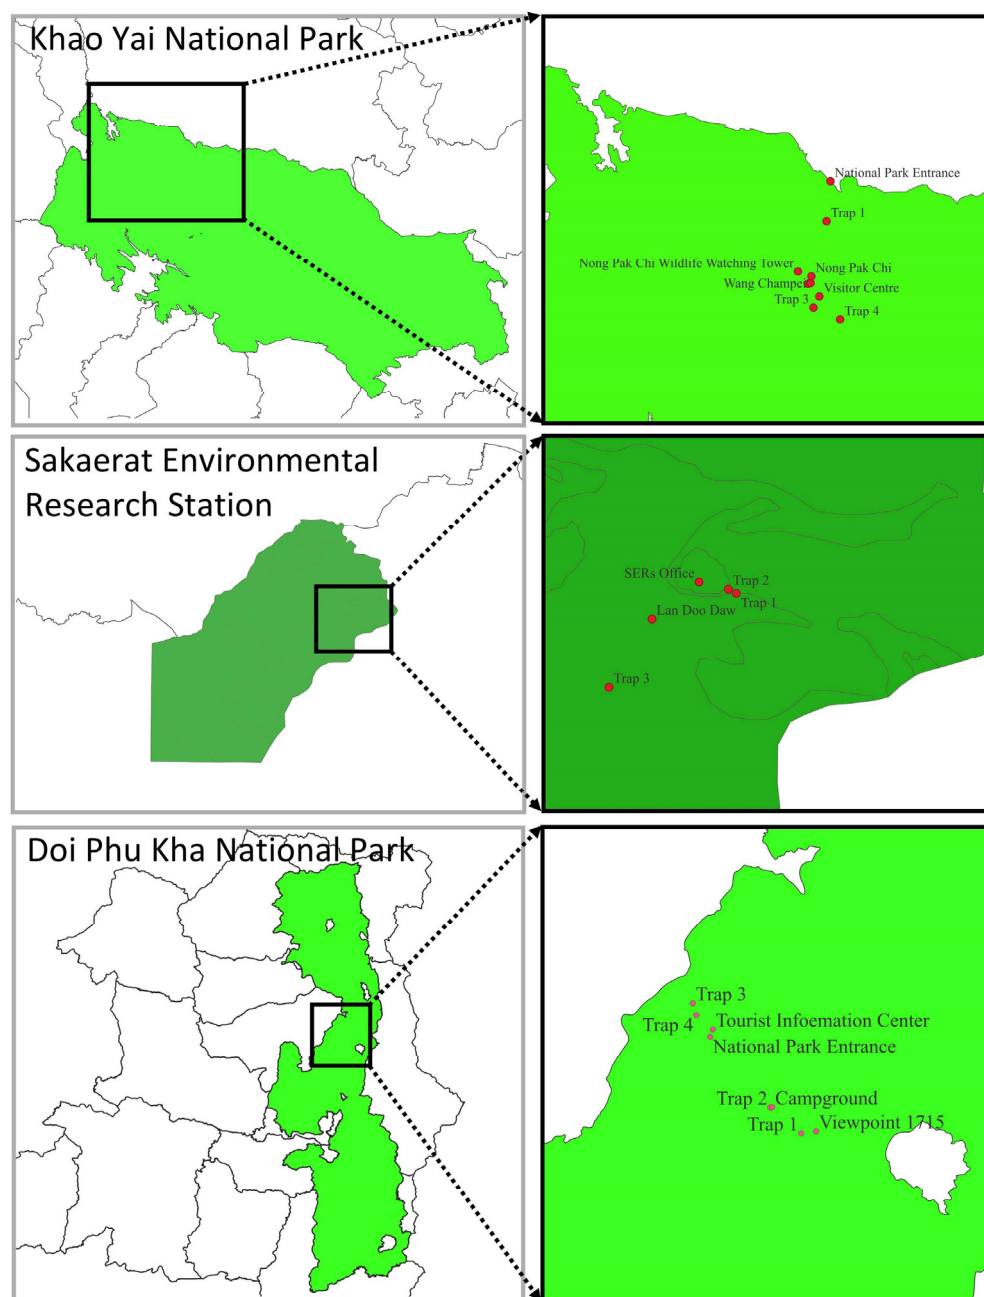 Khao Yai National Park
National Park Entrance
Trap 1
Nong Pak Chi Wildlife Watching Tower
Nong Pak Chi
Wang Champee
Visitor Centre
Trap 3
Trap 4
Sakaerat Environmental
Research Station
SERs Office
Trap 2
Trap 1
Lan Doo Daw
Trap 3
Doi Phu Kha National Park
Trap 3
Trap 4
Tourist Infoemation Center
National Park Entrance
Trap 2
Campground
Trap 1
Viewpoint 1715